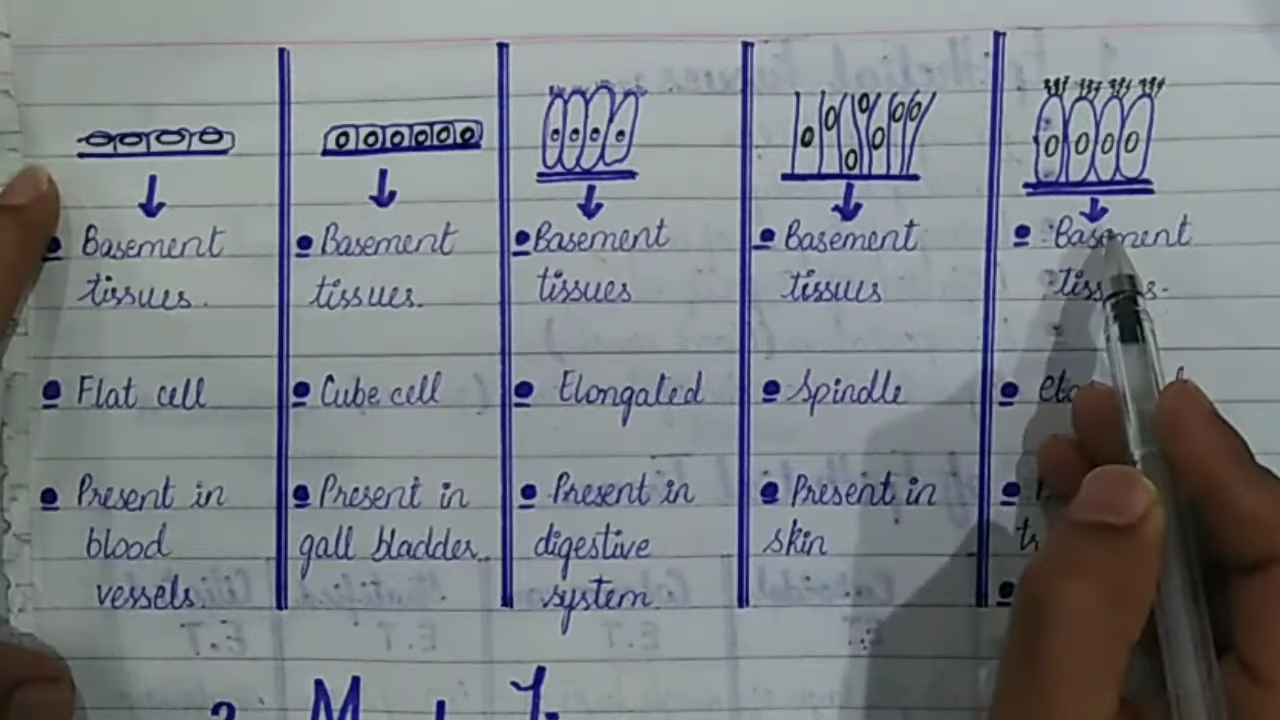 Basement
tissues.
Flat cell
Present in
blood
vessels.
Basement
tissues.
Cube cell
Present in
gall bladder.
Basement
tissues
Elongated
Present in
digestive
system.
Basement
tissues
Spindle
Present in
skin
Basement